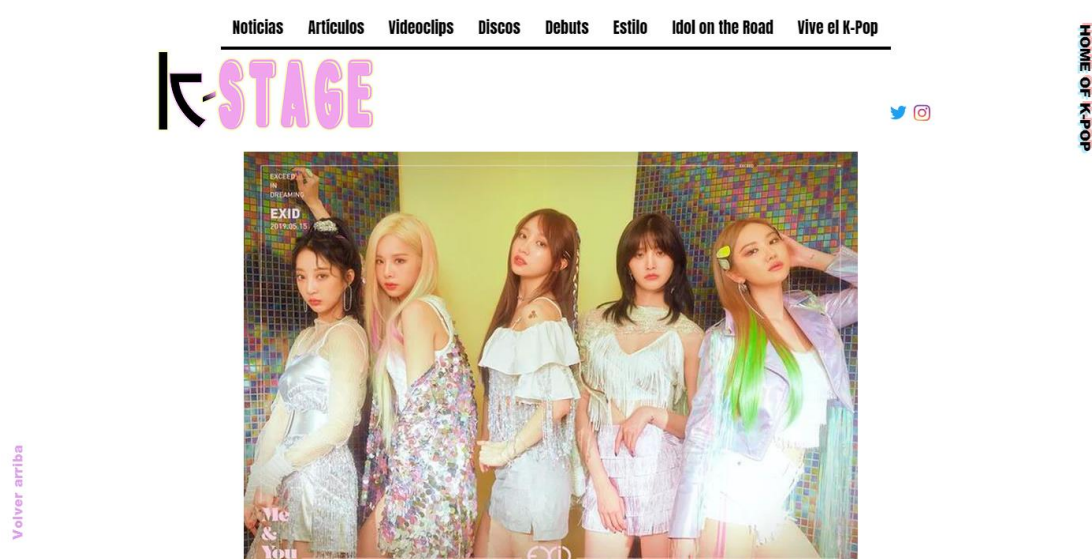 Noticias Artículos Videoclips Discos Debuts Estilo Idol on the Road Vive el K-Pop
K-STAGE
HOME OF K-POP
EXCEED
IN
DREAMING
EXID
2019.05.15
Me
&
You
EXID
Volver arriba